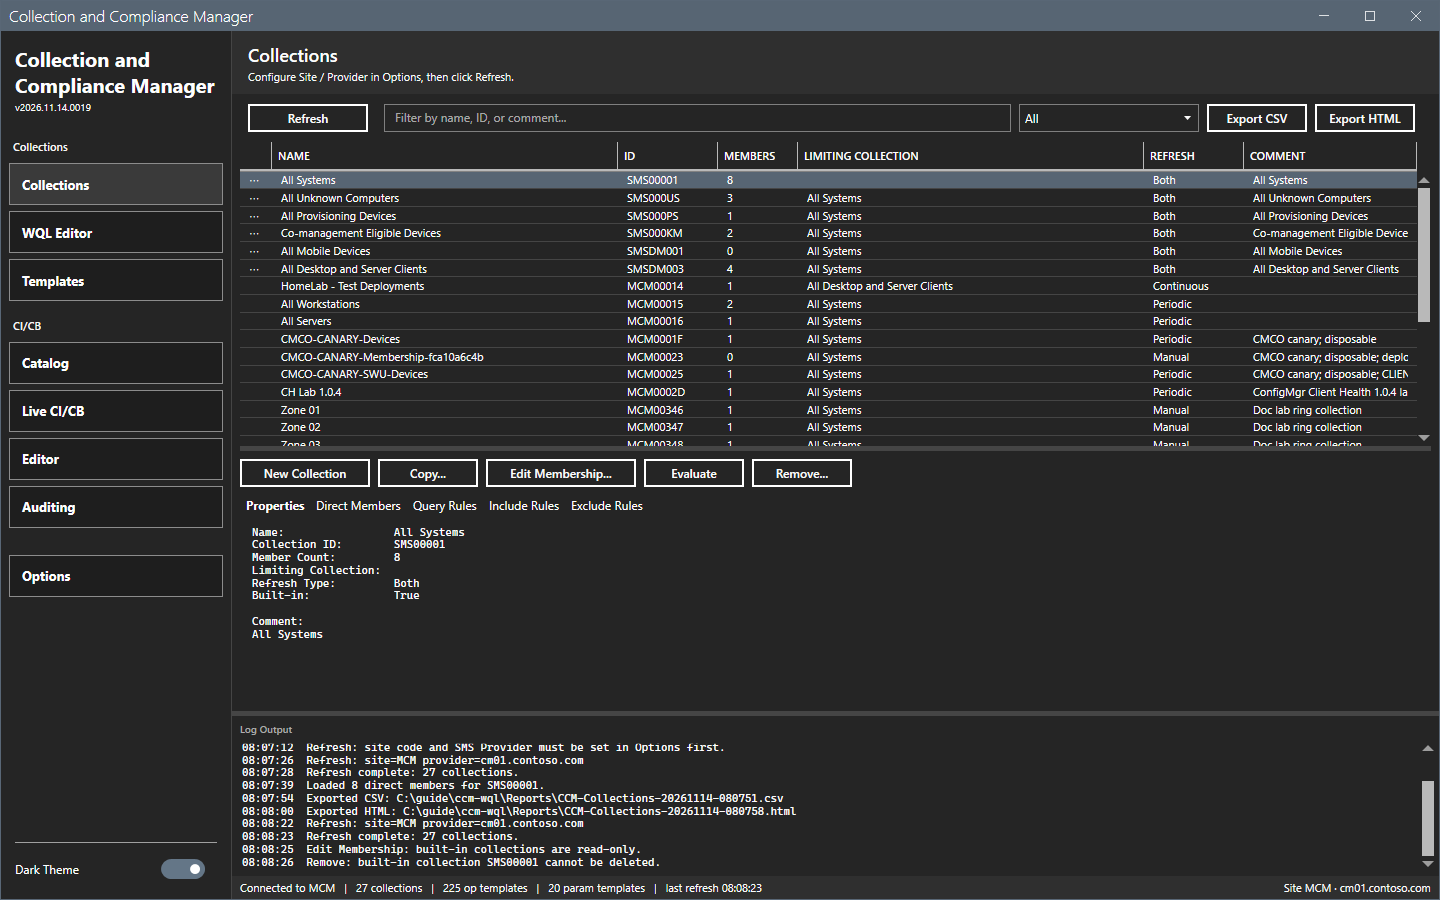 Collection and Compliance Manager
Collection and
Compliance Manager
v2026.11.14.0019
Collections
Collections
WQL Editor
Templates
CI/CB
Catalog
Live CI/CB
Editor
Auditing
Options
Dark Theme
Collections
Configure Site / Provider in Options, then click Refresh.
Refresh Filter by name, ID, or comment... All Export CSV Export HTML
NAME ID MEMBERS LIMITING COLLECTION REFRESH COMMENT
... All Systems SMS00001 8 Both All Systems
... All Unknown Computers SMS000US 3 All Systems Both All Unknown Computers
... All Provisioning Devices SMS000PS 1 All Systems Both All Provisioning Devices
... Co-management Eligible Devices SMS000KM 2 All Systems Both Co-management Eligible Device
... All Mobile Devices SMSDM001 0 All Systems Both All Mobile Devices
... All Desktop and Server Clients SMSDM003 4 All Systems Both All Desktop and Server Clients
HomeLab - Test Deployments MCM00014 1 All Desktop and Server Clients Continuous
All Workstations MCM00015 2 All Systems Periodic
All Servers MCM00016 1 All Systems Periodic
CMCO-CANARY-Devices MCM0001F 1 All Systems Periodic CMCO canary; disposable
CMCO-CANARY-Membership-fca10a6c4b MCM00023 0 All Systems Manual CMCO canary; disposable; deplo
CMCO-CANARY-SWU-Devices MCM00025 1 All Systems Periodic CMCO canary; disposable; CLIEN
CH Lab 1.0.4 MCM0002D 1 All Systems Periodic ConfigMgr Client Health 1.0.4 la
Zone 01 MCM00346 1 All Systems Manual Doc lab ring collection
Zone 02 MCM00347 1 All Systems Manual Doc lab ring collection
Zone 03 MCM00348 1 All Systems Manual Doc lab ring collection
New Collection Copy... Edit Membership... Evaluate Remove...
Properties Direct Members Query Rules Include Rules Exclude Rules
Name: All Systems
Collection ID: SMS00001
Member Count: 8
Limiting Collection:
Refresh Type: Both
Built-in: True
Comment:
All Systems
Log Output
08:07:12 Refresh: site code and SMS Provider must be set in Options first.
08:07:26 Refresh: site=MCM provider=cm01.contoso.com
08:07:28 Refresh complete: 27 collections.
08:07:39 Loaded 8 direct members for SMS00001.
08:07:54 Exported CSV: C:\guide\ccm-wql\Reports\CCM-Collections-20261114-080751.csv
08:08:00 Exported HTML: C:\guide\ccm-wql\Reports\CCM-Collections-20261114-080758.html
08:08:22 Refresh: site=MCM provider=cm01.contoso.com
08:08:23 Refresh complete: 27 collections.
08:08:25 Edit Membership: built-in collections are read-only.
08:08:26 Remove: built-in collection SMS00001 cannot be deleted.
Connected to MCM | 27 collections | 225 op templates | 20 param templates | last refresh 08:08:23
Site MCM · cm01.contoso.com